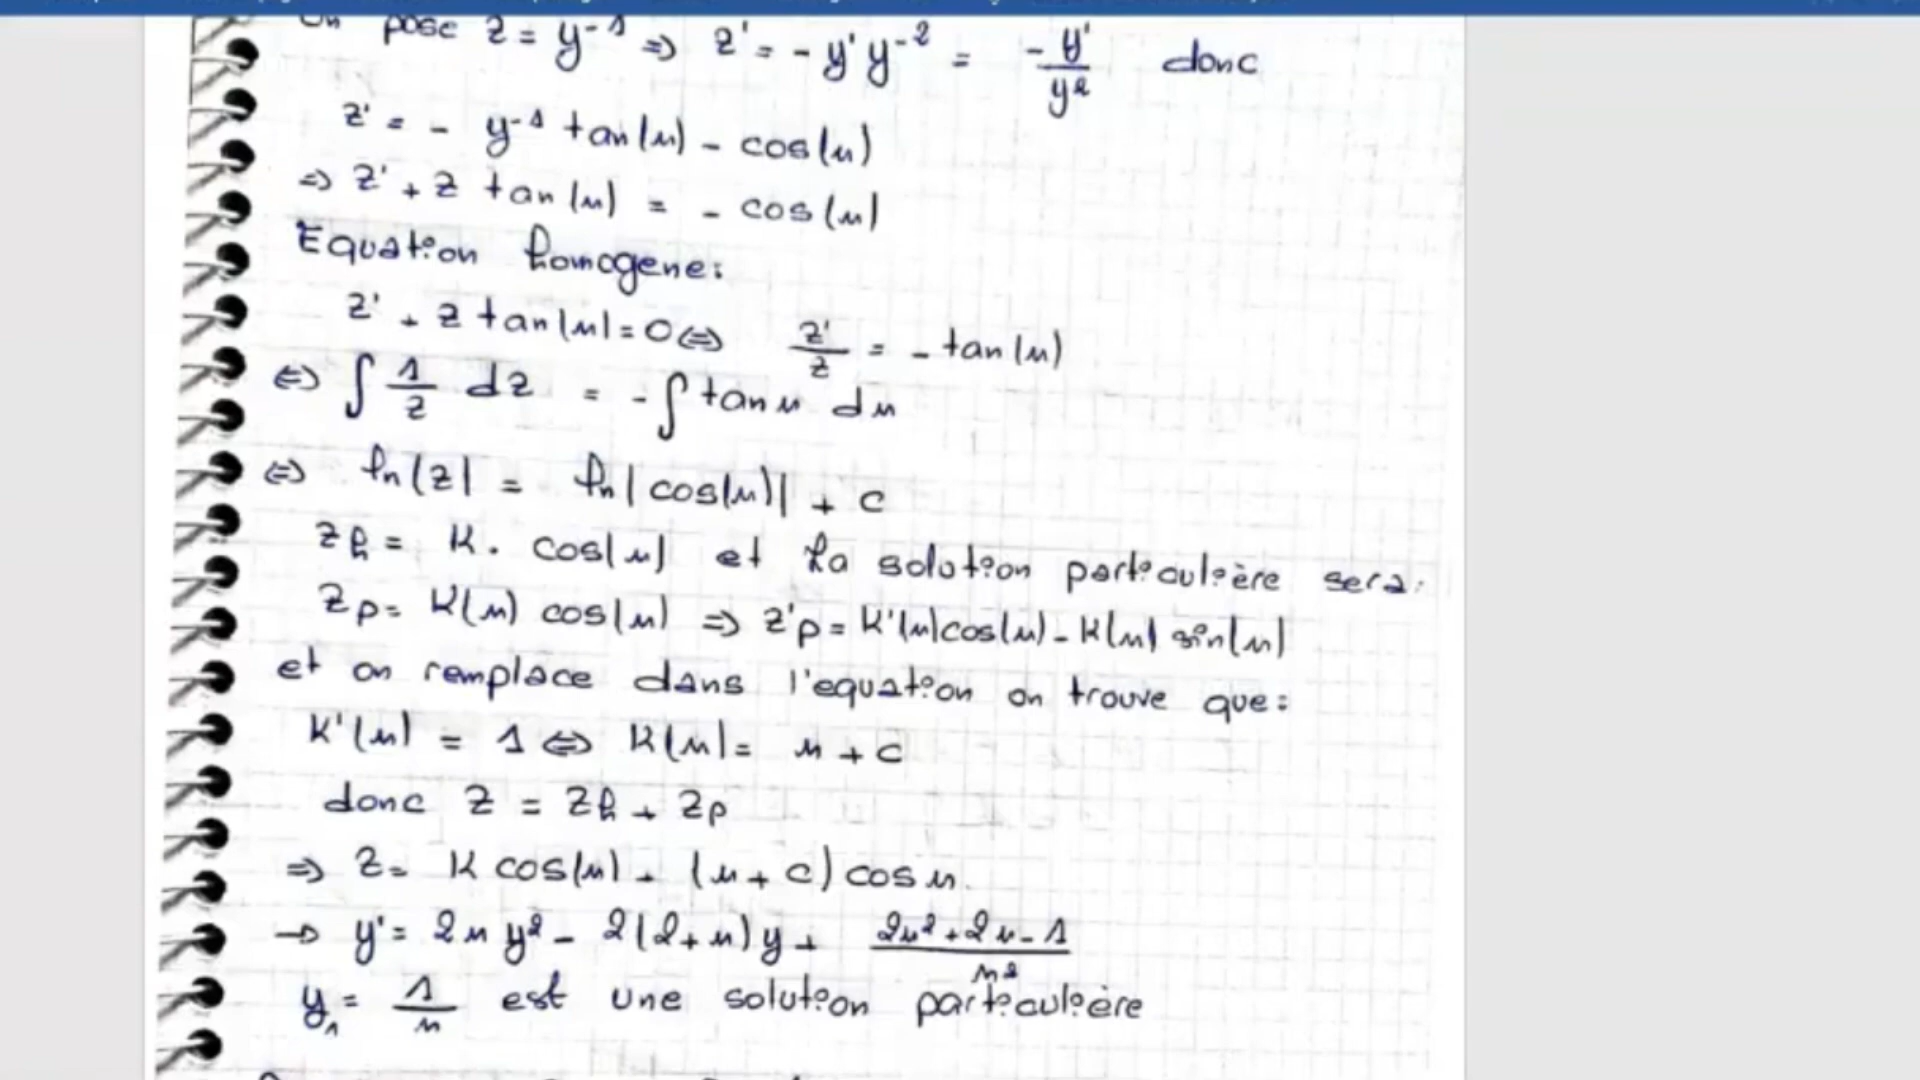 On pose z = y⁻¹ ⇒ z' = - y' y⁻² = - y'/y² donc
z' = - y⁻¹ tan(x) - cos(x)
⇒ z' + z tan(x) = - cos(x)
Equation homogene:
z' + z tan(x) = 0 ⇔ z'/z = - tan(x)
⇔ ∫ 1/z dz = - ∫ tan x dx
⇔ ln|z| = ln|cos(x)| + c
zh = K. cos(x) et la solution particulière sera:
zp = K(x) cos(x) ⇒ z'p = K'(x)cos(x) - K(x) sin(x)
et on remplace dans l'equation on trouve que:
K'(x) = 1 ⇔ K(x) = x + c
donc z = zh + zp
⇒ z = K cos(x) + (x + c) cos x.
→ y' = 2x y² - 2(2+x)y + (2x² + 2x - 1)/x²
y₁ = 1/x est une solution particulière